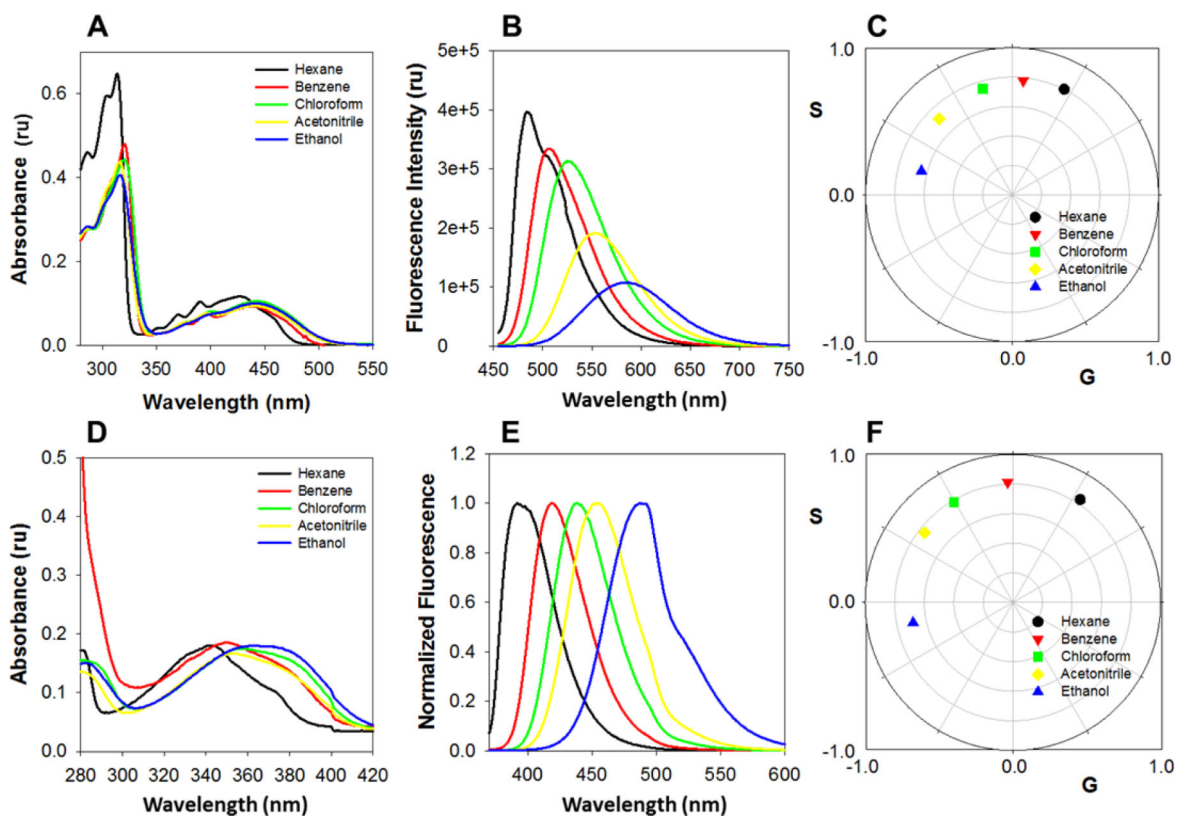 A
Abrsorbance (ru)
0.6
0.4
0.2
0.0
Hexane
Benzene
Chloroform
Acetonitrile
Ethanol
300 350 400 450 500 550
Wavelength (nm)
B
Fluorescence Intensity (ru)
5e+5
4e+5
3e+5
2e+5
1e+5
0
450 500 550 600 650 700 750
Wavelength (nm)
C
1.0
S
0.0
-1.0
Hexane
Benzene
Chloroform
Acetonitrile
Ethanol
-1.0 0.0 1.0
G
D
Absorbance (ru)
0.5
0.4
0.3
0.2
0.1
0.0
Hexane
Benzene
Chloroform
Acetonitrile
Ethanol
280 300 320 340 360 380 400 420
Wavelength (nm)
E
Normalized Fluorescence
1.2
1.0
0.8
0.6
0.4
0.2
0.0
400 450 500 550 600
Wavelength (nm)
F
1.0
S
0.0
-1.0
Hexane
Benzene
Chloroform
Acetonitrile
Ethanol
-1.0 0.0 1.0
G